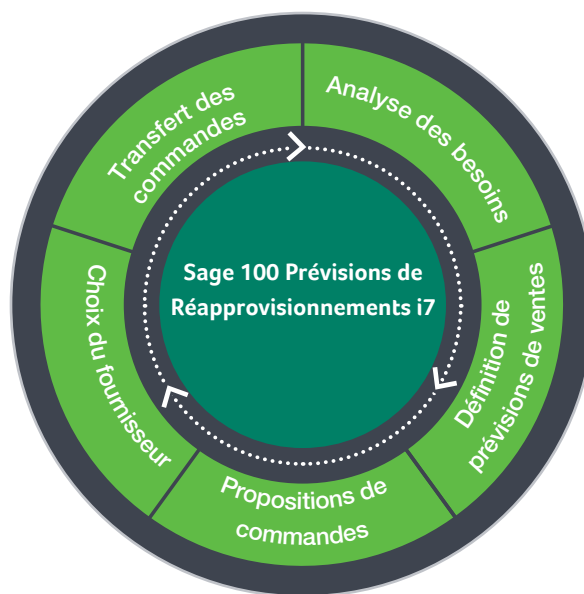 Transfert des
commandes
Analyse des besoins
Sage 100 Prévisions de
Réapprovisionnements i7
Choix du fournisseur
Définition de
prévisions de ventes
Propositions de
commandes